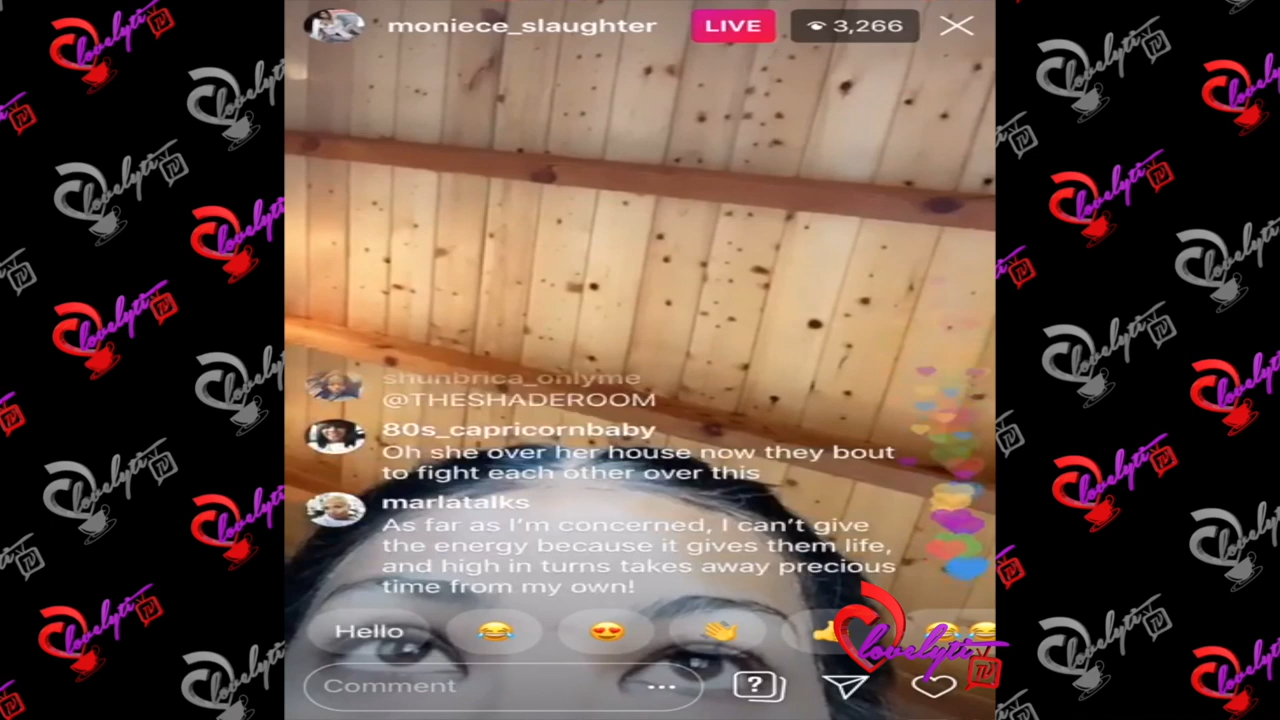 moniece_slaughter LIVE 3,266
shunbrica_onlyme
@THESHADEROOM
80s_capricornbaby
Oh she over her house now they bout
to fight each other over this
marlatalks
As far as I'm concerned, I can't give
the energy because it gives them life,
and high in turns takes away precious
time from my own!
Hello
Comment
lovelyti
TV